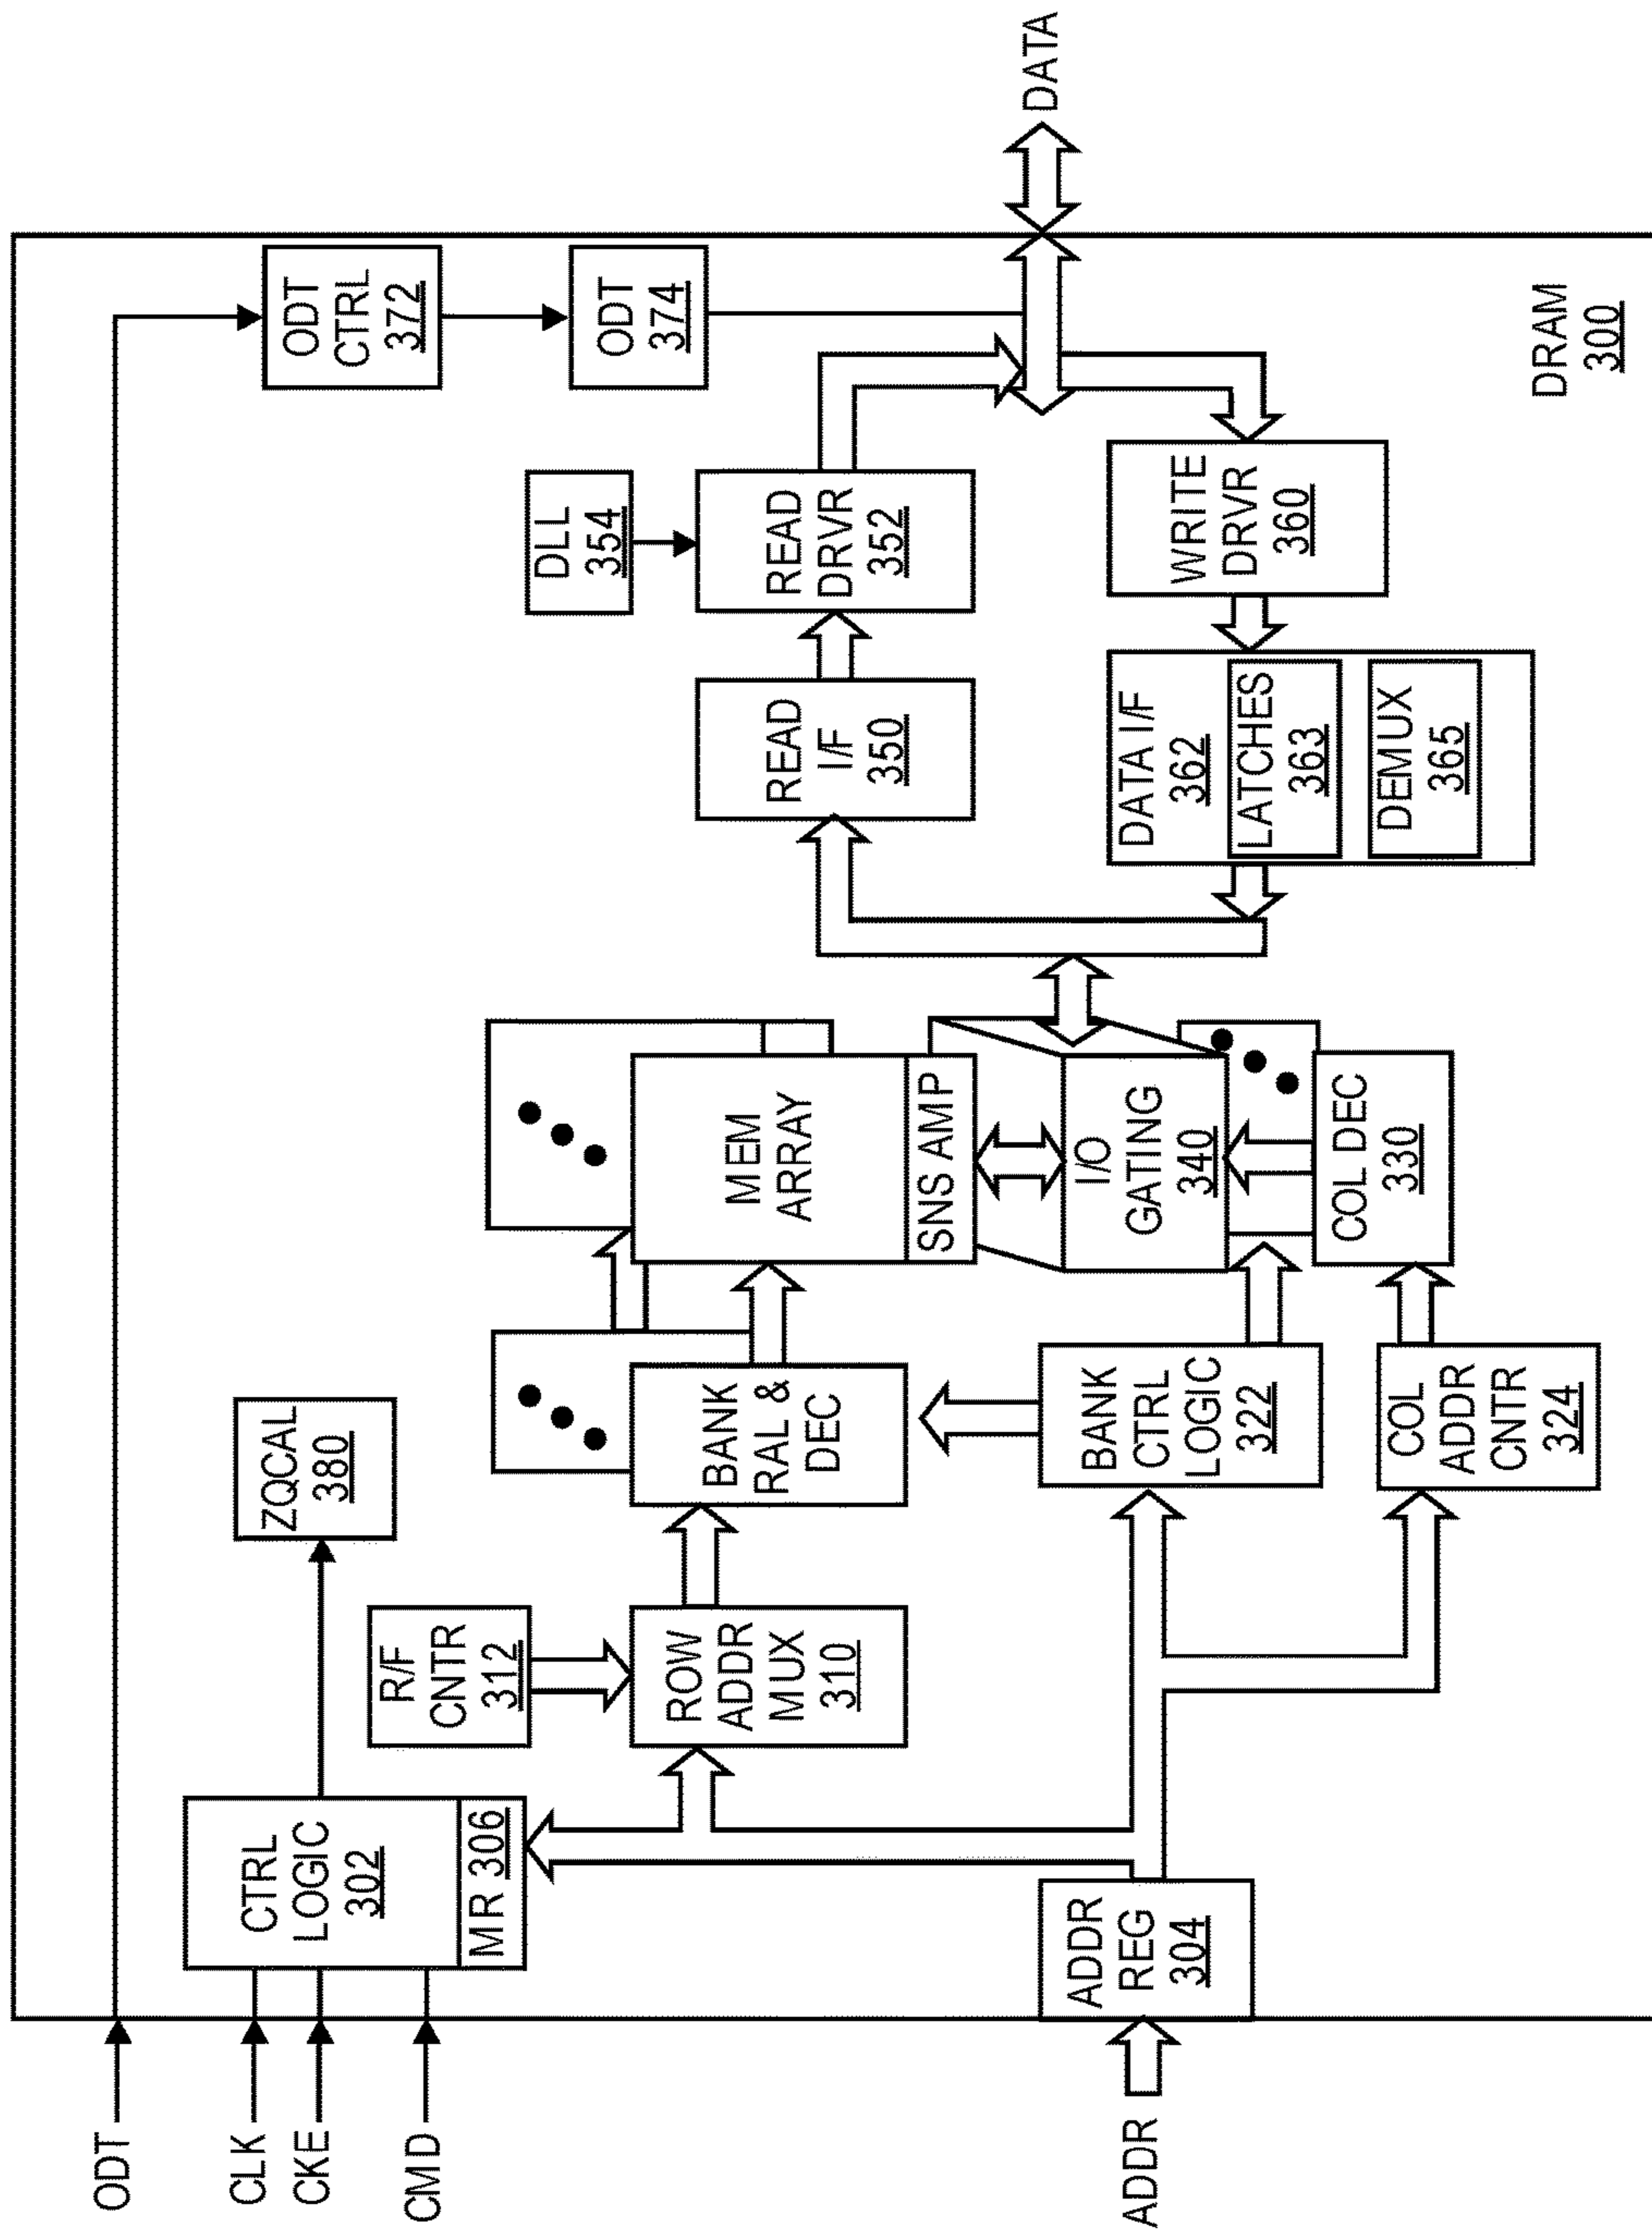 ODT
CLK
CKE
CMD
ADDR
CTRL
LOGIC
302
MR 306
ADDR
REG
304
R/F
CNTR
312
ROW
ADDR
MUX
310
ZQCAL
380
BANK
RAL &
DEC
BANK
CTRL
LOGIC
322
COL
ADDR
CNTR
324
MEM
ARRAY
SNS AMP
I/O
GATING
340
COL DEC
330
READ
I/F
350
DATA I/F
362
LATCHES
363
DEMUX
365
DLL
354
READ
DRVR
352
WRITE
DRVR
360
ODT
CTRL
372
ODT
374
DRAM
300
DATA